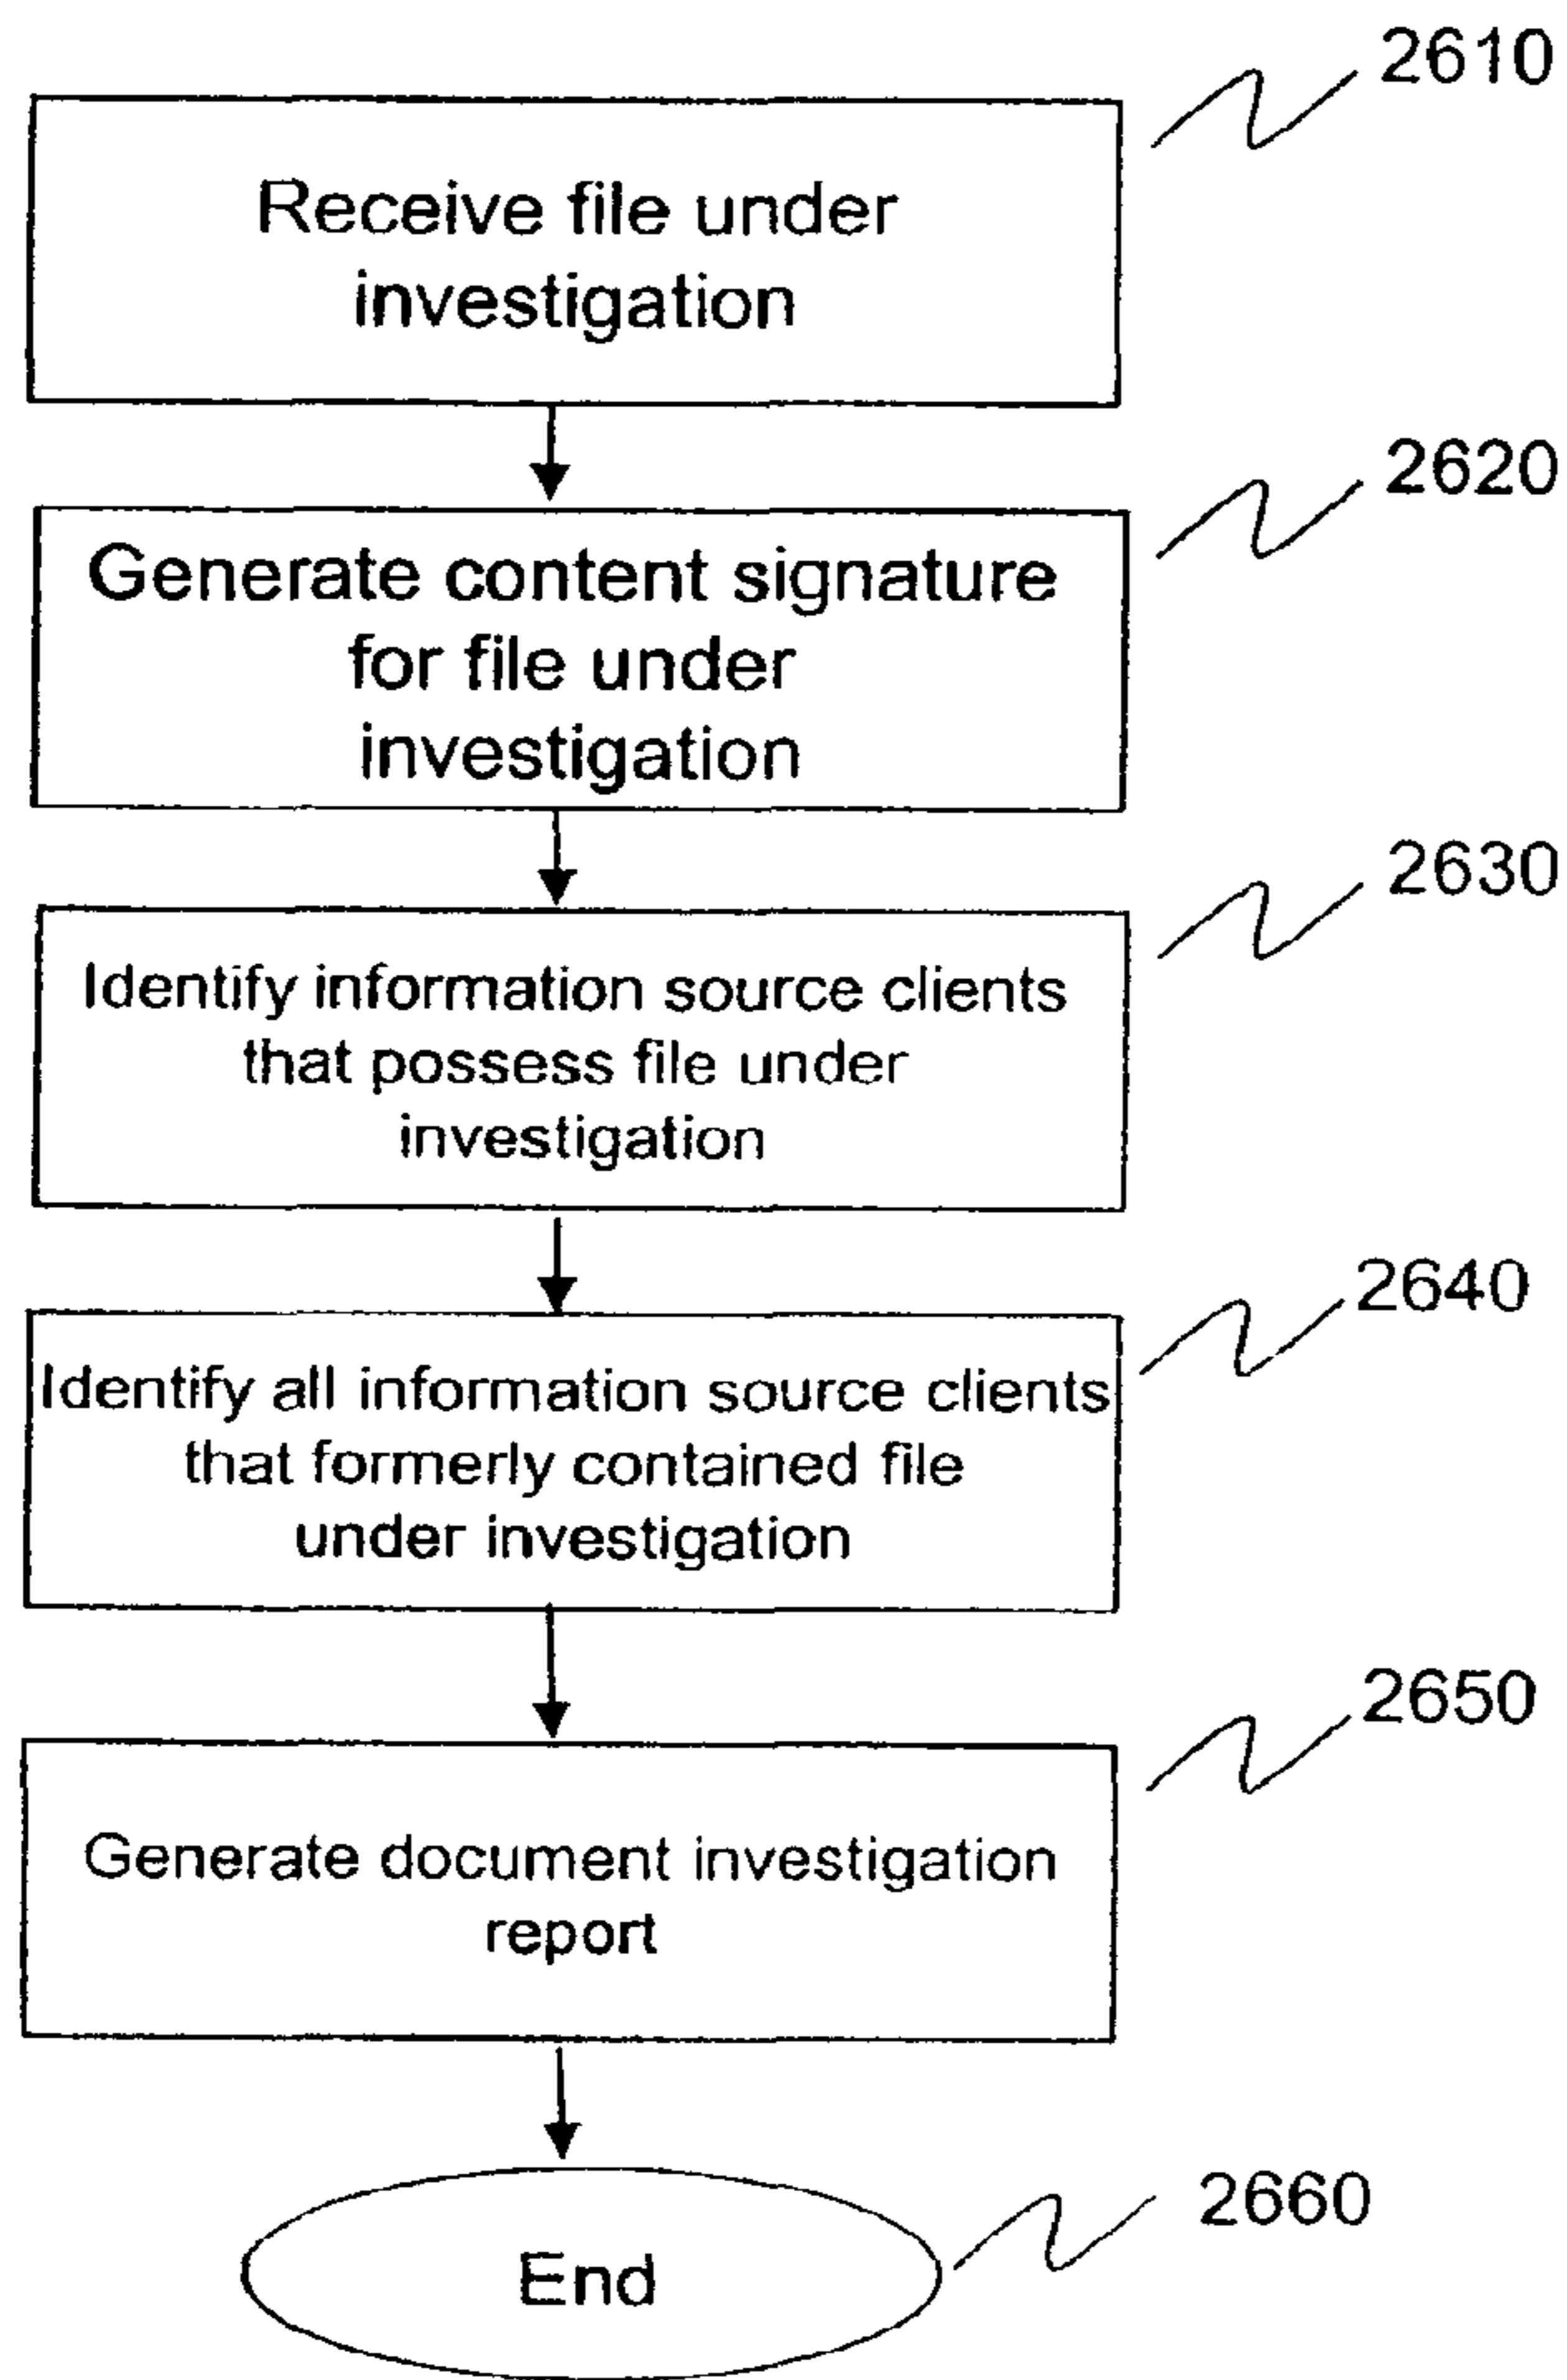 2610
Receive file under
investigation
2620
Generate content signature
for file under
investigation
2630
Identify information source clients
that possess file under
investigation
2640
Identify all information source clients
that formerly contained file
under investigation
2650
Generate document investigation
report
2660
End